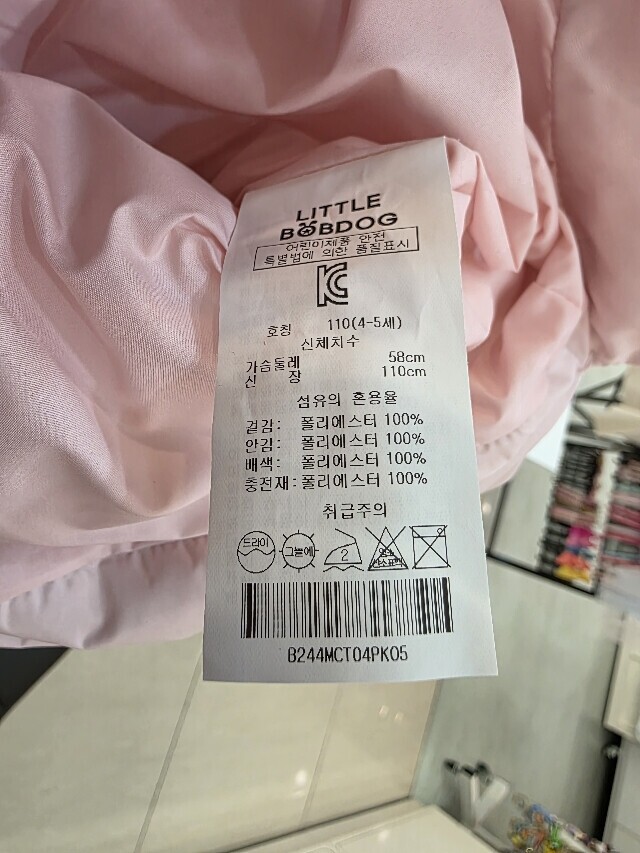 LITTLE
BOBDOG
어린이제품 안전
특별법에 의한 품질표시
호칭 110(4-5세)
신체치수
가슴둘레 58cm
신 장 110cm
섬유의 혼용율
겉감: 폴리에스터 100%
안감: 폴리에스터 100%
배색: 폴리에스터 100%
충전재: 폴리에스터 100%
취급주의
드라이 그늘에 2
B244MCT04PK05